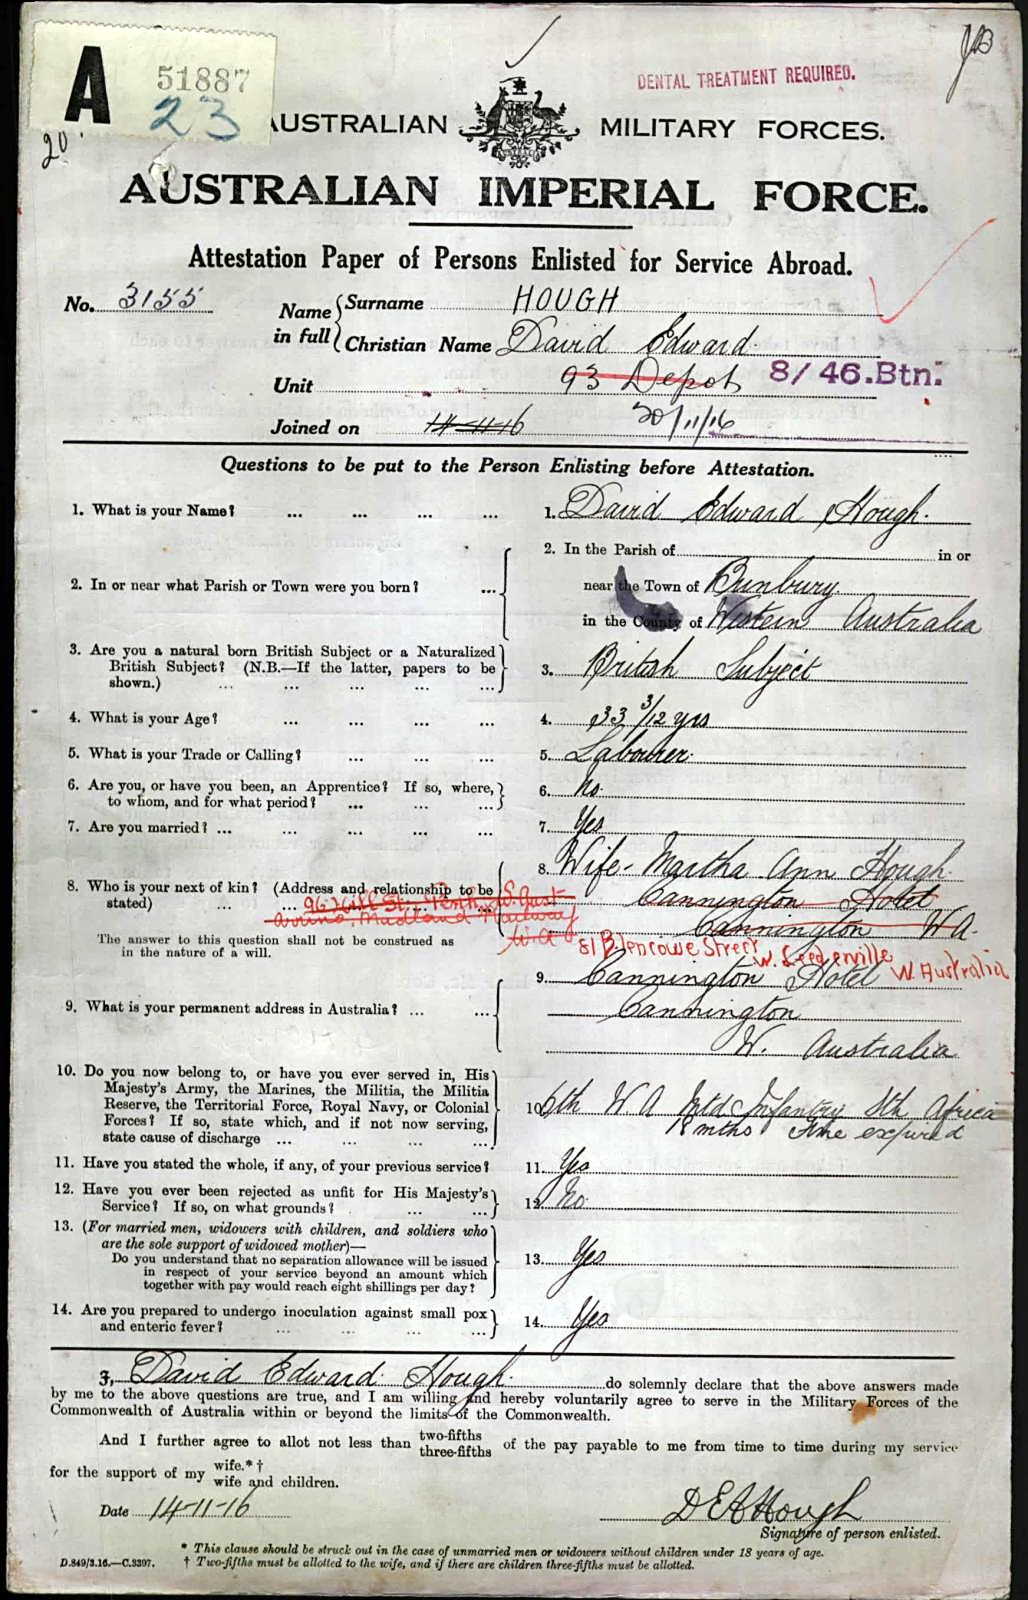 A 51887
23
20
JB
DENTAL TREATMENT REQUIRED.
AUSTRALIAN MILITARY FORCES.
AUSTRALIAN IMPERIAL FORCE.
Attestation Paper of Persons Enlisted for Service Abroad.
No. 3155 Name in full Surname HOUGH
Christian Name David Edward
Unit 93 Depot 8/46.Btn.
Joined on 14-11-16 30/11/16
Questions to be put to the Person Enlisting before Attestation.
1. What is your Name? ... ... ... ... 1. David Edward Hough.
2. In or near what Parish or Town were you born? ... 2. In the Parish of in or
near the Town of Bunbury
in the County of Western Australia
3. Are you a natural born British Subject or a Naturalized
British Subject? (N.B.—If the latter, papers to be
shown.) ... ... ... ... ... 3. British Subject
4. What is your Age? ... ... ... ... 4. 33 3/12 yrs
5. What is your Trade or Calling? ... ... ... 5. Labourer.
6. Are you, or have you been, an Apprentice? If so, where,
to whom, and for what period? ... ... ... 6. No.
7. Are you married? ... ... ... ... ... 7. Yes
8. Who is your next of kin? (Address and relationship to be
stated) ... ... 8. Wife - Martha Ann Hough
Cannington Hotel
Cannington W A.
96 Hill St. Perth
Midland Railway
W.A
81 Blencowe Street W. Leederville W. Australia
The answer to this question shall not be construed as
in the nature of a will.
9. What is your permanent address in Australia? ... ... 9. Cannington Hotel
Cannington
W. Australia
10. Do you now belong to, or have you ever served in, His
Majesty's Army, the Marines, the Militia, the Militia
Reserve, the Territorial Force, Royal Navy, or Colonial
Forces? If so, state which, and if not now serving,
state cause of discharge ... ... ... ... 10. 6th W A Mtd Infantry Sth Africa
mths time expired
11. Have you stated the whole, if any, of your previous service? 11. Yes
12. Have you ever been rejected as unfit for His Majesty's
Service? If so, on what grounds? ... ... 12. No.
13. (For married men, widowers with children, and soldiers who
are the sole support of widowed mother)—
Do you understand that no separation allowance will be issued
in respect of your service beyond an amount which
together with pay would reach eight shillings per day? 13. Yes
14. Are you prepared to undergo inoculation against small pox
and enteric fever? ... ... ... ... 14. Yes
I, David Edward Hough. do solemnly declare that the above answers made
by me to the above questions are true, and I am willing and hereby voluntarily agree to serve in the Military Forces of the
Commonwealth of Australia within or beyond the limits of the Commonwealth.
And I further agree to allot not less than two-fifths three-fifths of the pay payable to me from time to time during my service
for the support of my wife.*† wife and children.
Date 14-11-16 D E Hough
Signature of person enlisted.
* This clause should be struck out in the case of unmarried men or widowers without children under 18 years of age.
D.849/3.16.—C.3397. † Two-fifths must be allotted to the wife, and if there are children three-fifths must be allotted.